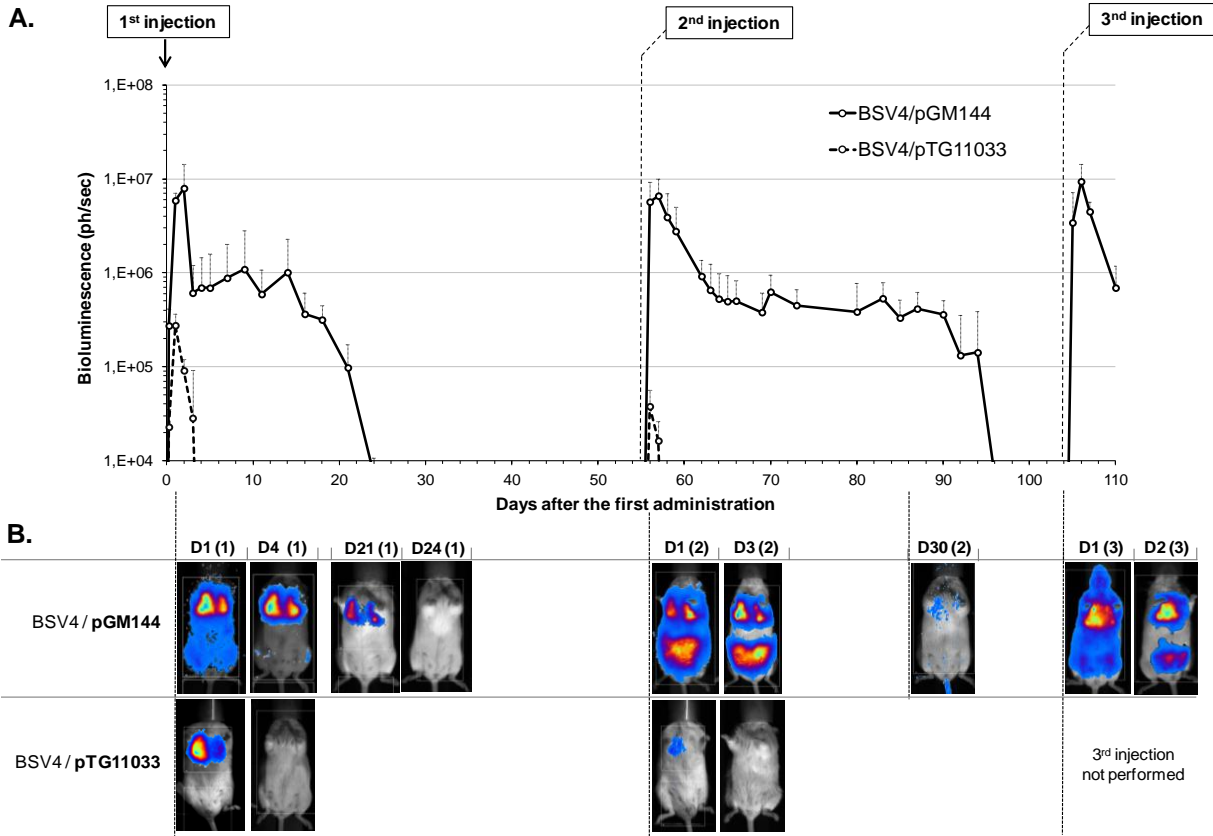 A.
1st injection
2nd injection
3nd injection
1,E+08
1,E+07
1,E+06
1,E+05
1,E+04
Bioluminescence (ph/sec)
BSV4/pGM144
BSV4/pTG11033
0 10 20 30 40 50 60 70 80 90 100 110
Days after the first administration
B.
D1 (1) D4 (1) D21 (1) D24 (1) D1 (2) D3 (2) D30 (2) D1 (3) D2 (3)
BSV4 / pGM144
BSV4 / pTG11033
3rd injection
not performed